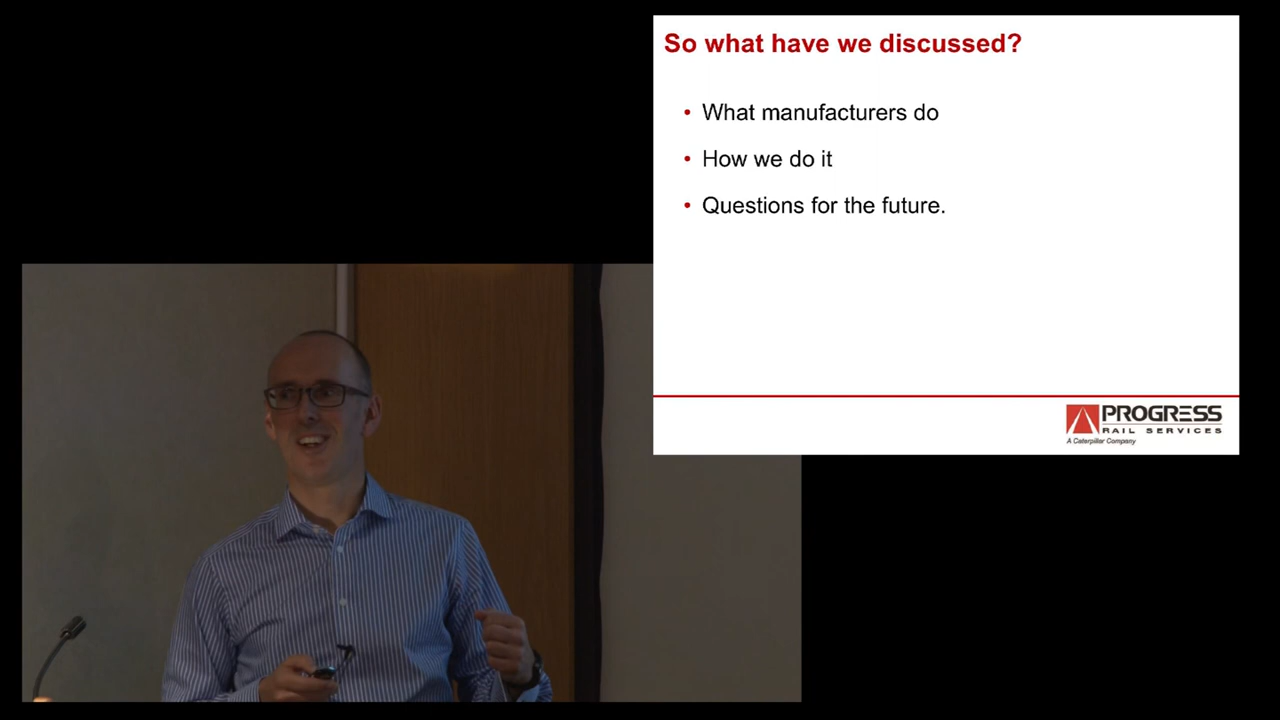 So what have we discussed?
• What manufacturers do
• How we do it
• Questions for the future.
PROGRESS
RAIL SERVICES
A Caterpillar Company